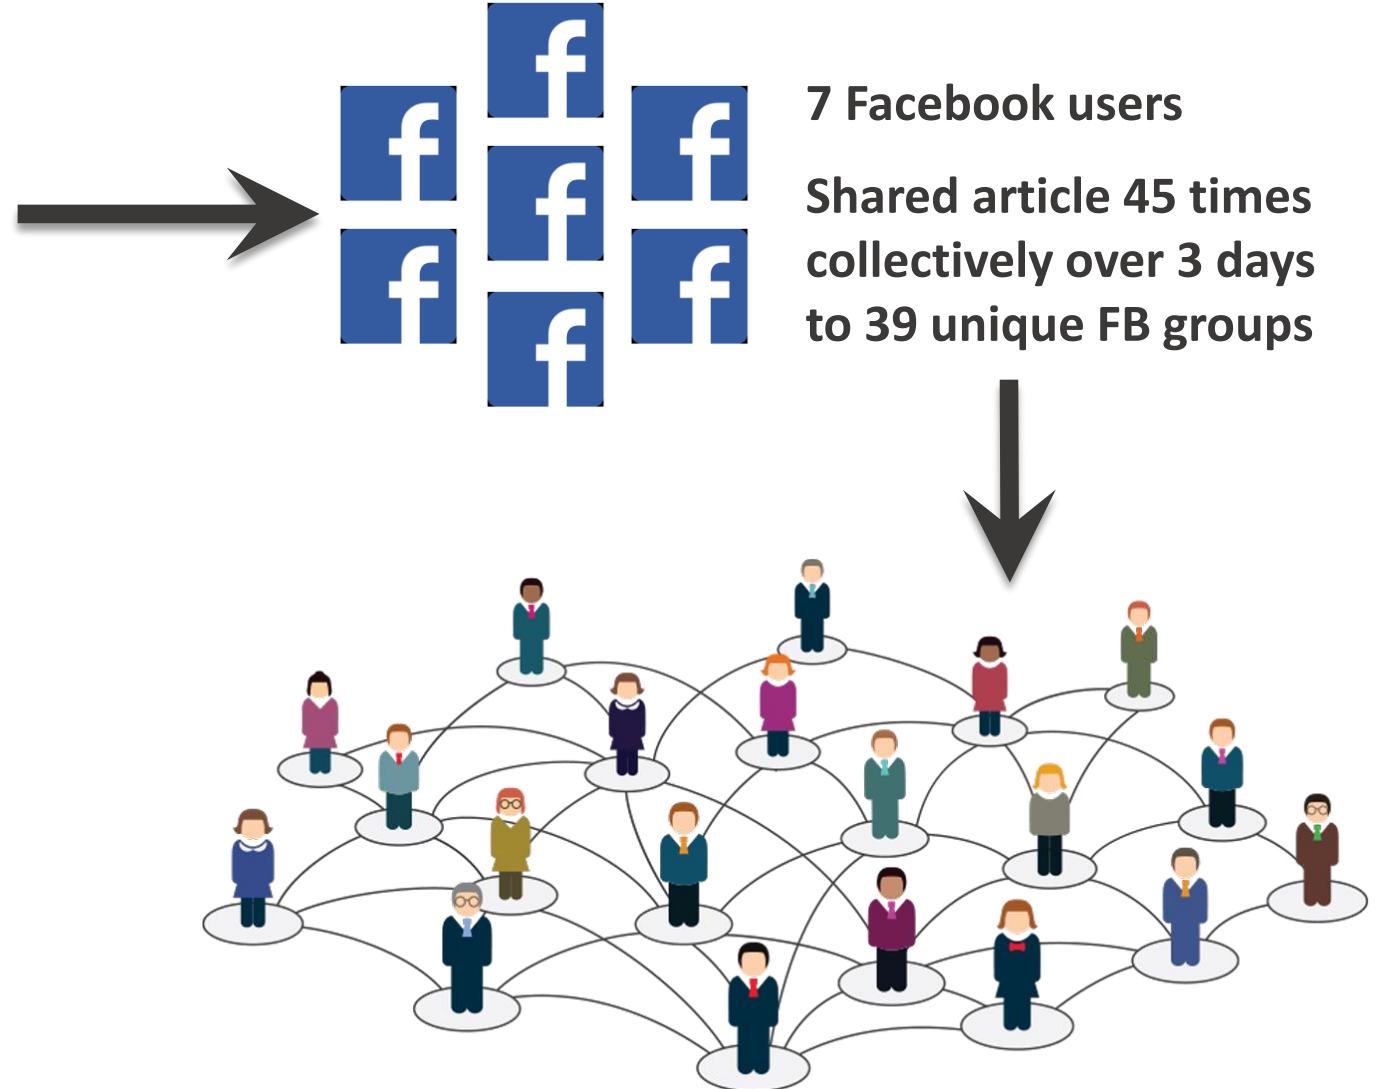 7 Facebook users
Shared article 45 times
collectively over 3 days
to 39 unique FB groups